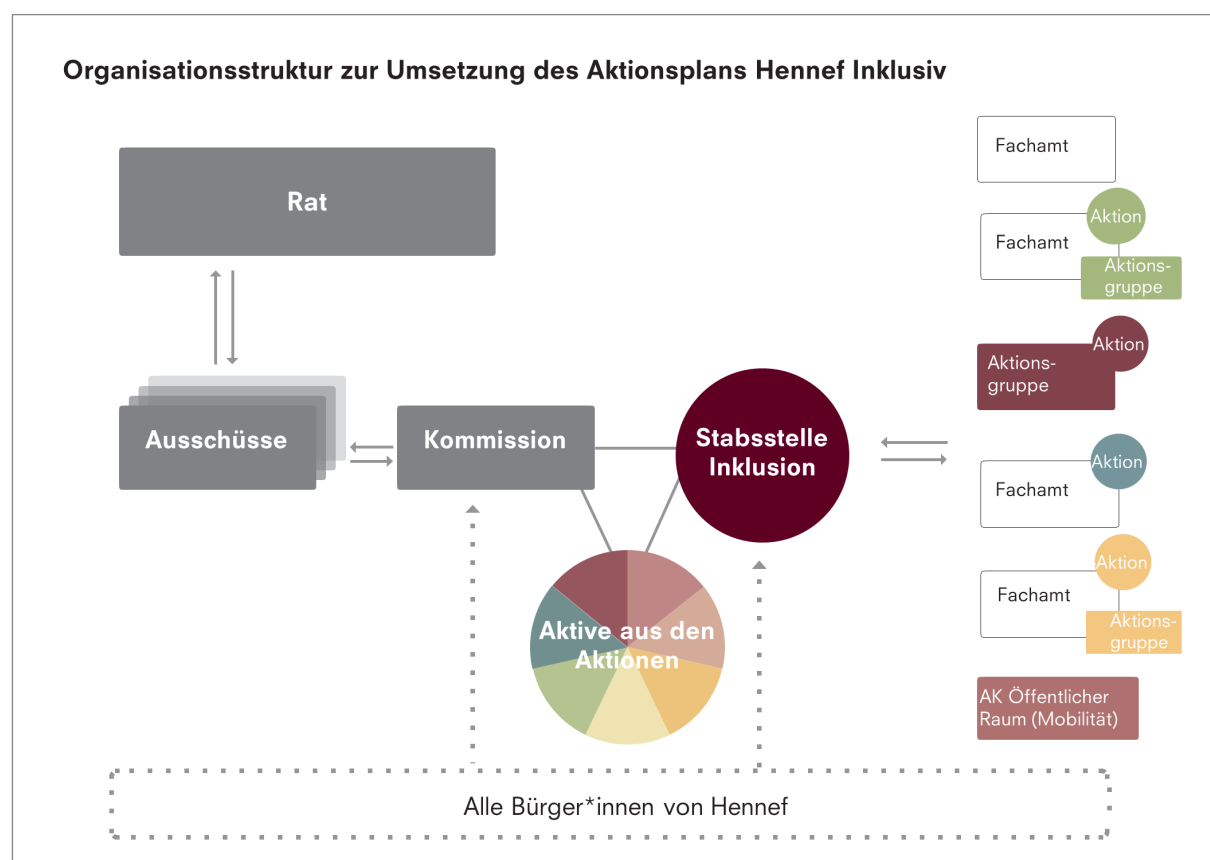 Organisationsstruktur zur Umsetzung des Aktionsplans Hennef Inklusiv
Rat
Ausschüsse
Kommission
Stabsstelle
Inklusion
Aktive aus den
Aktionen
Fachamt
Fachamt
Aktion
Aktions-
gruppe
Aktion
Aktions-
gruppe
Fachamt
Aktion
Fachamt
Aktion
Aktions-
gruppe
AK Öffentlicher
Raum (Mobilität)
Alle Bürger*innen von Hennef